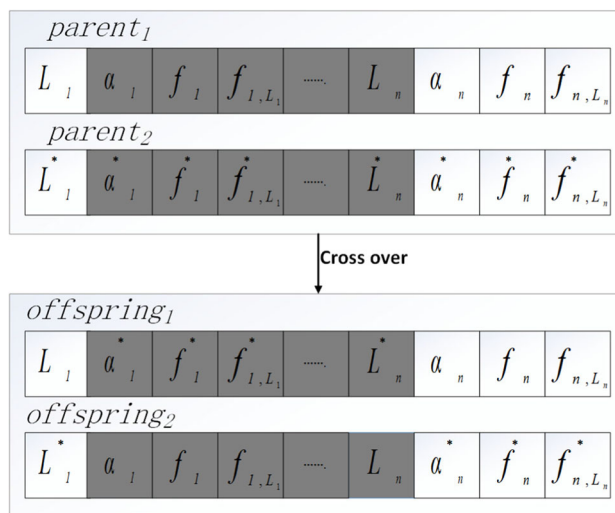 parent₁
L₁ α₁ f₁ f₁,L₁ ······. Lₙ αₙ fₙ fₙ,Lₙ
parent₂
L*₁ α*₁ f*₁ f*₁,L₁ ······. L*ₙ α*ₙ f*ₙ f*ₙ,Lₙ
Cross over
offspring₁
L₁ α*₁ f*₁ f*₁,L₁ ······. L*ₙ αₙ fₙ fₙ,Lₙ
offspring₂
L*₁ α₁ f₁ f₁,L₁ ······. Lₙ α*ₙ f*ₙ f*ₙ,Lₙ